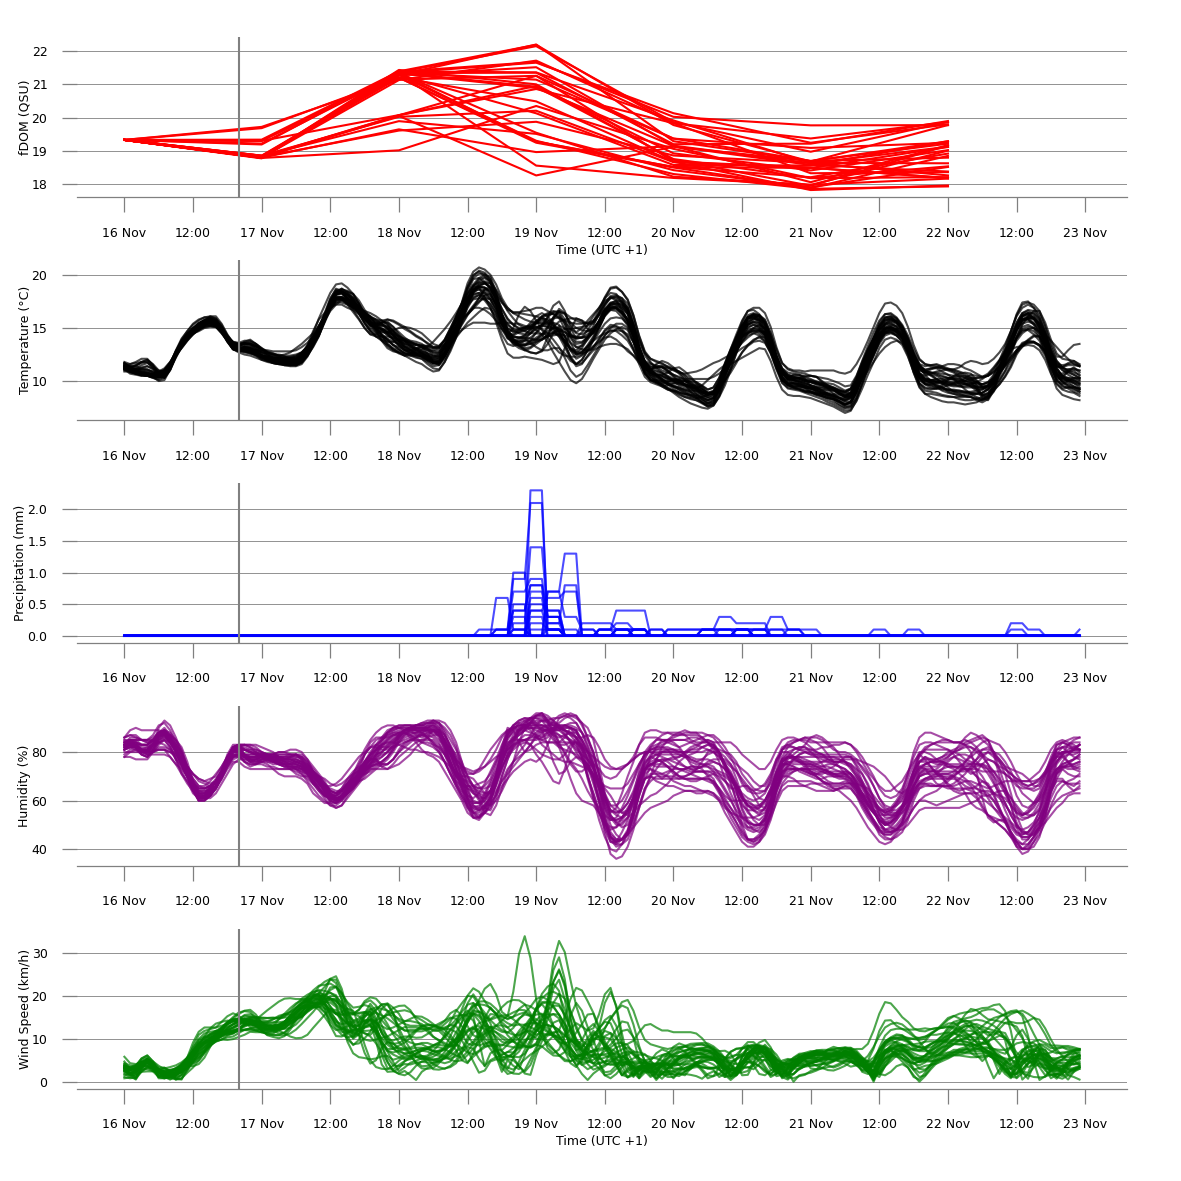 fDOM (QSU)
22
21
20
19
18
16 Nov 12:00 17 Nov 12:00 18 Nov 12:00 19 Nov 12:00 20 Nov 12:00 21 Nov 12:00 22 Nov 12:00 23 Nov
Time (UTC +1)
Temperature (°C)
20
15
10
16 Nov 12:00 17 Nov 12:00 18 Nov 12:00 19 Nov 12:00 20 Nov 12:00 21 Nov 12:00 22 Nov 12:00 23 Nov
Precipitation (mm)
2.0
1.5
1.0
0.5
0.0
16 Nov 12:00 17 Nov 12:00 18 Nov 12:00 19 Nov 12:00 20 Nov 12:00 21 Nov 12:00 22 Nov 12:00 23 Nov
Humidity (%)
80
60
40
16 Nov 12:00 17 Nov 12:00 18 Nov 12:00 19 Nov 12:00 20 Nov 12:00 21 Nov 12:00 22 Nov 12:00 23 Nov
Wind Speed (km/h)
30
20
10
0
16 Nov 12:00 17 Nov 12:00 18 Nov 12:00 19 Nov 12:00 20 Nov 12:00 21 Nov 12:00 22 Nov 12:00 23 Nov
Time (UTC +1)